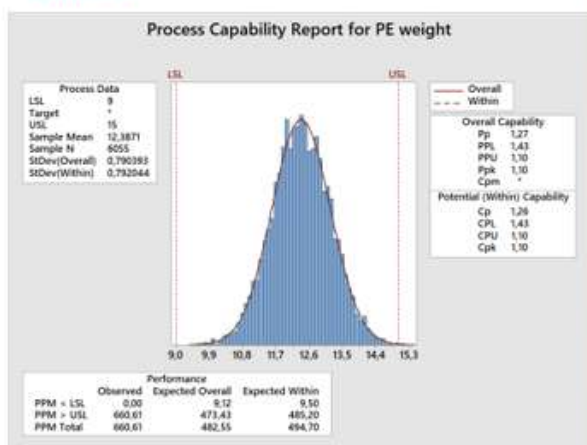 Process Capability Report for PE weight
LSL USL
Process Data
LSL 9
Target *
USL 15
Sample Mean 12,3871
Sample N 6055
StDev(Overall) 0,790393
StDev(Within) 0,792044
Overall
Within
Overall Capability
Pp 1,27
PPL 1,43
PPU 1,10
Ppk 1,10
Cpm *
Potential (Within) Capability
Cp 1,26
CPL 1,43
CPU 1,10
Cpk 1,10
9,0 9,9 10,8 11,7 12,6 13,5 14,4 15,3
Performance
Observed Expected Overall Expected Within
PPM < LSL 0,00 9,12 9,50
PPM > USL 660,61 473,43 485,20
PPM Total 660,61 482,55 494,70